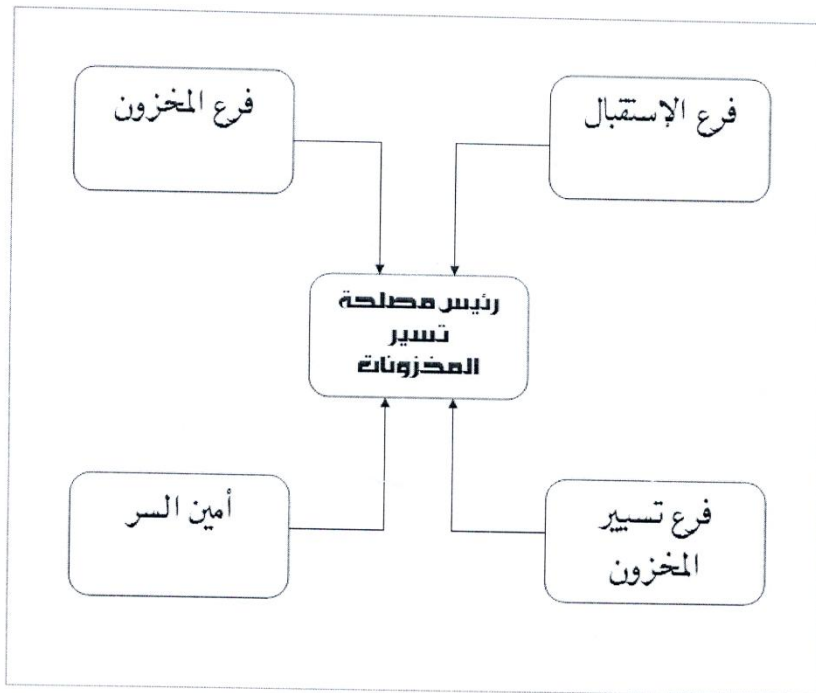 فرع الإستقبال
فرع المخزون
رئيس مصلحة
تسير
المخزونات
فرع تسيير
المخزون
أمين السر